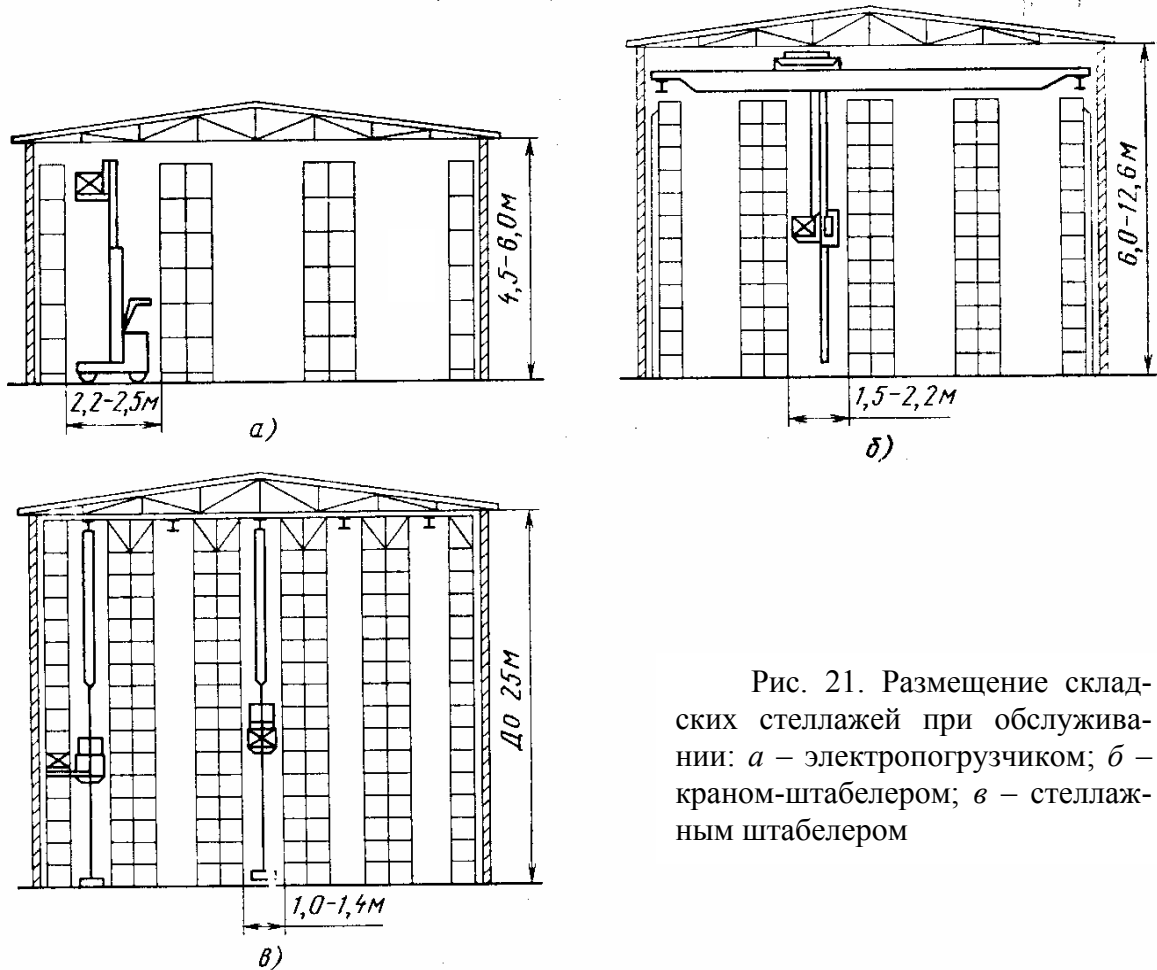 4,5-6,0м
2,2-2,5м
а)
6,0-12,6м
1,5-2,2м
б)
До 25м
1,0-1,4м
в)
Рис. 21. Размещение склад-
ских стеллажей при обслужива-
нии: а – электропогрузчиком; б –
краном-штабелером; в – стеллаж-
ным штабелером